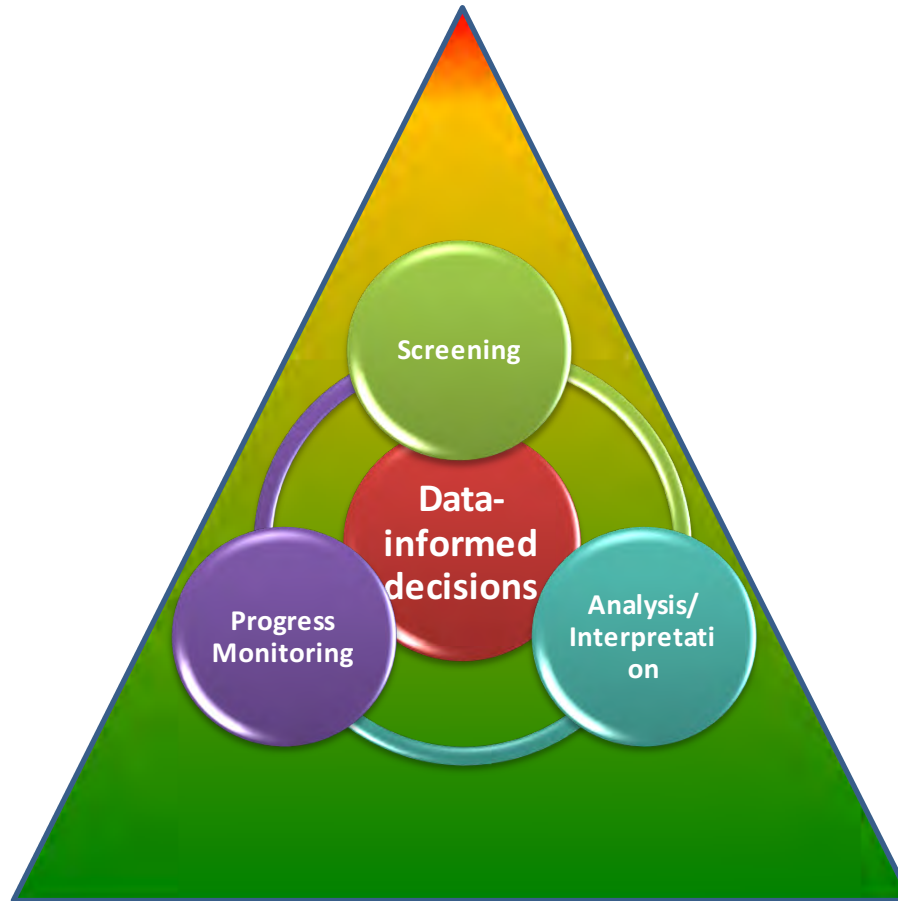 Screening
Data-
informed
decisions
Progress
Monitoring
Analysis/
Interpretati
on